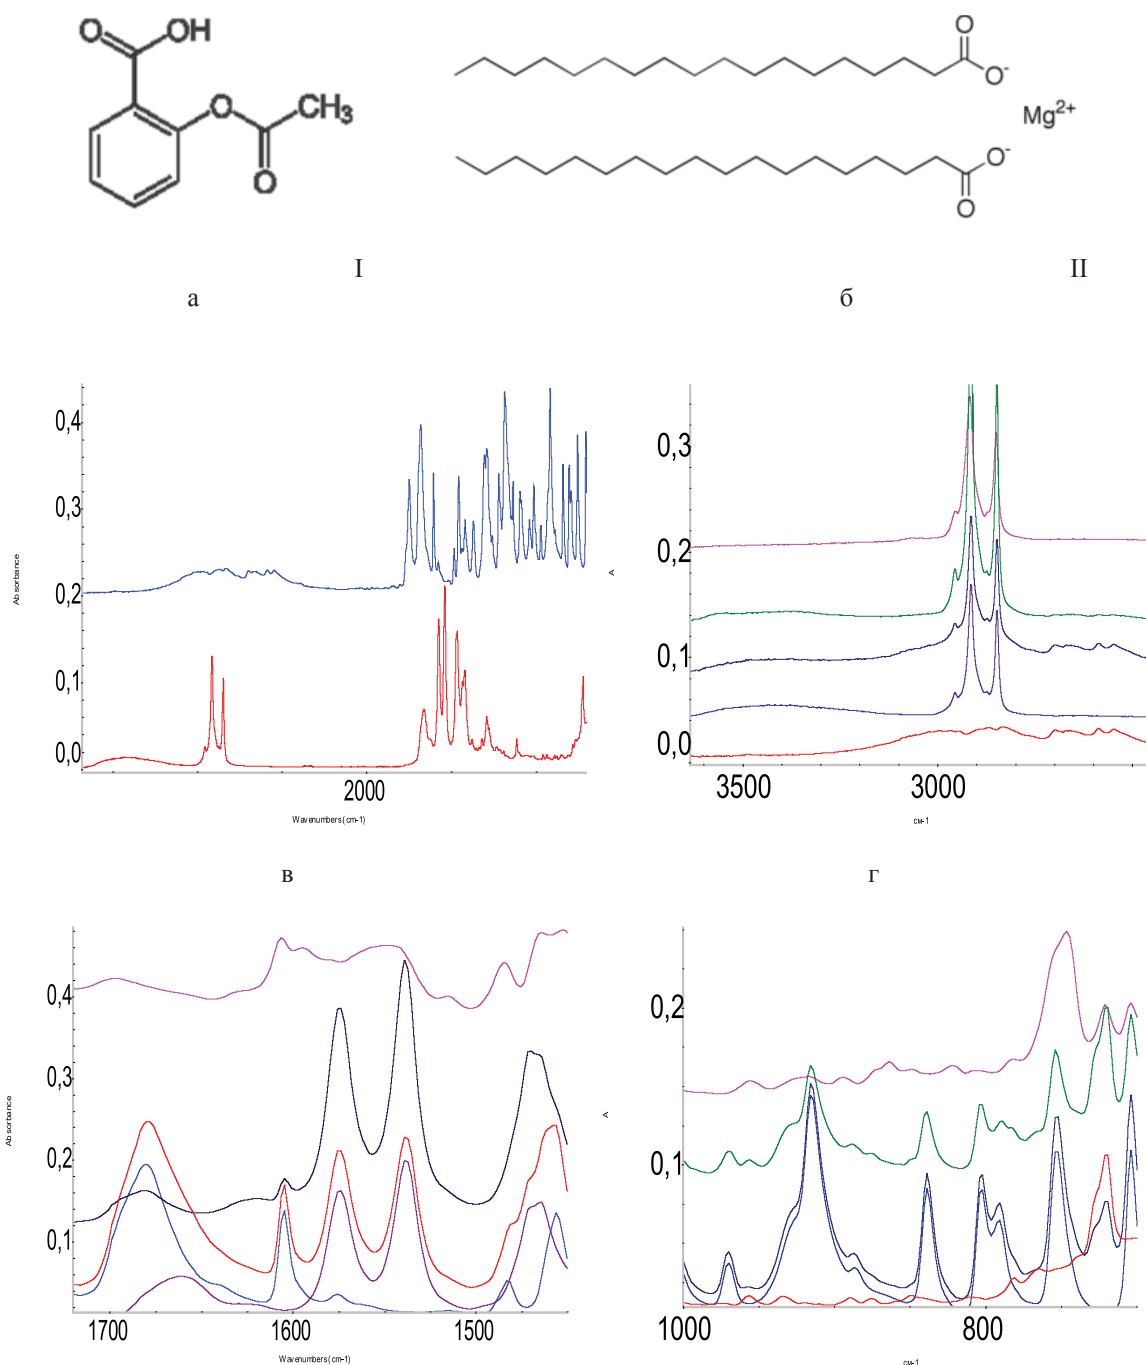 O OH
O CH₃
O
O
O⁻
Mg²⁺
O⁻
O
I II
а б
0,4
0,3
0,2
0,1
0,0
Absorbance
2000
Wavenumbers (cm-1)
0,3
0,2
0,1
0,0
A
3500 3000
см-1
в г
0,4
0,3
0,2
0,1
Absorbance
1700 1600 1500
Wavenumbers (cm-1)
0,2
0,1
A
1000 800
см-1